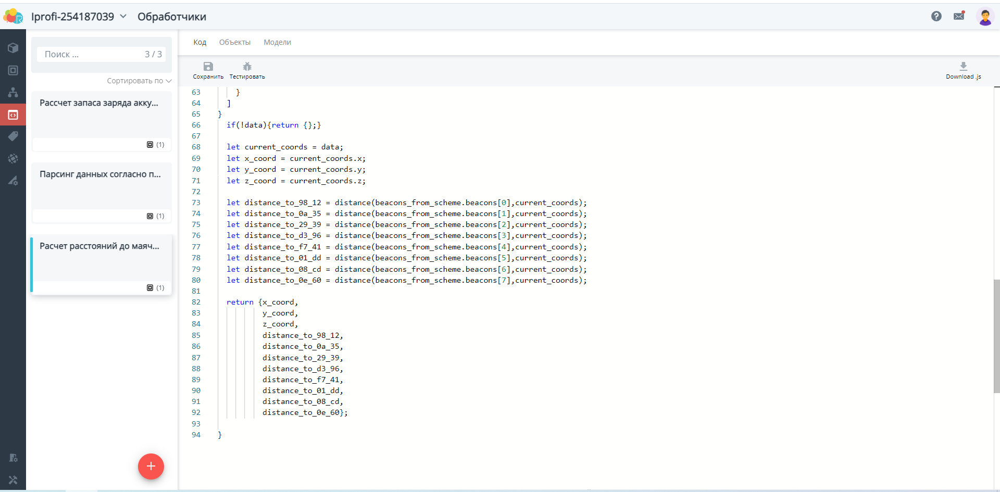 Iprofi-254187039 Обработчики
Поиск ... 3 / 3
Сортировать по
Рассчет запаса заряда акку...
(1)
Парсинг данных согласно п...
(1)
Расчет расстояний до маяч...
(1)
Код Объекты Модели
Сохранить Тестировать Download .js
63 }
64 ]
65 }
66 if(!data){return {};}
67
68 let current_coords = data;
69 let x_coord = current_coords.x;
70 let y_coord = current_coords.y;
71 let z_coord = current_coords.z;
72
73 let distance_to_98_12 = distance(beacons_from_scheme.beacons[0],current_coords);
74 let distance_to_0a_35 = distance(beacons_from_scheme.beacons[1],current_coords);
75 let distance_to_29_39 = distance(beacons_from_scheme.beacons[2],current_coords);
76 let distance_to_d3_96 = distance(beacons_from_scheme.beacons[3],current_coords);
77 let distance_to_f7_41 = distance(beacons_from_scheme.beacons[4],current_coords);
78 let distance_to_01_dd = distance(beacons_from_scheme.beacons[5],current_coords);
79 let distance_to_08_cd = distance(beacons_from_scheme.beacons[6],current_coords);
80 let distance_to_0e_60 = distance(beacons_from_scheme.beacons[7],current_coords);
81
82 return {x_coord,
83 y_coord,
84 z_coord,
85 distance_to_98_12,
86 distance_to_0a_35,
87 distance_to_29_39,
88 distance_to_d3_96,
89 distance_to_f7_41,
90 distance_to_01_dd,
91 distance_to_08_cd,
92 distance_to_0e_60};
93
94 }